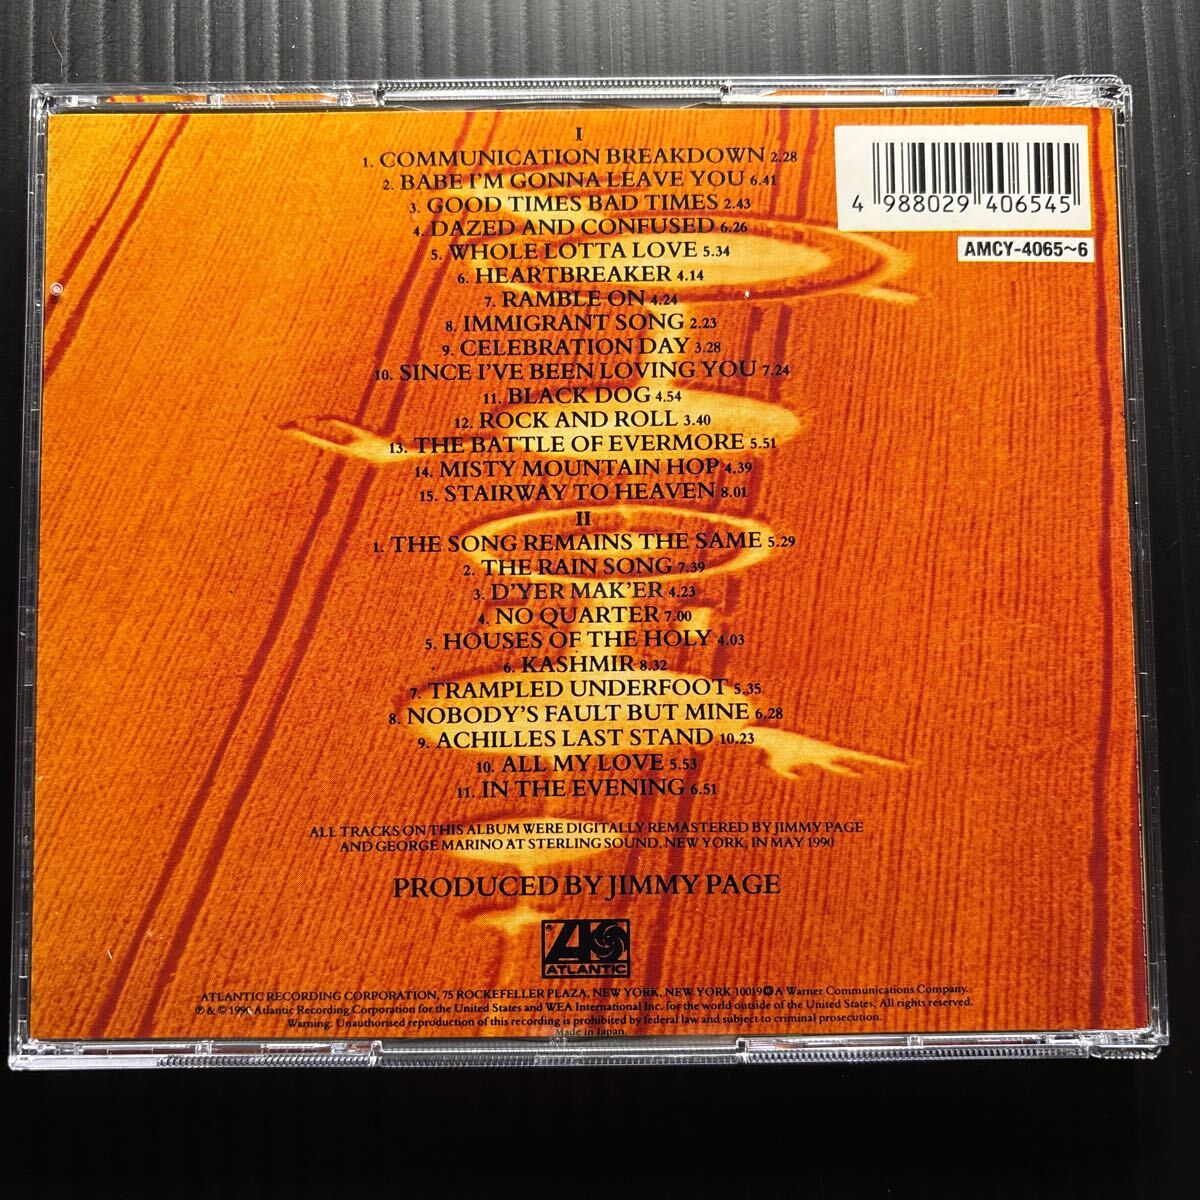 I
1. COMMUNICATION BREAKDOWN 2.28
2. BABE I'M GONNA LEAVE YOU 6.41
3. GOOD TIMES BAD TIMES 2.43
4. DAZED AND CONFUSED 6.26
5. WHOLE LOTTA LOVE 5.34
6. HEARTBREAKER 4.14
7. RAMBLE ON 4.24
8. IMMIGRANT SONG 2.23
9. CELEBRATION DAY 3.28
10. SINCE I'VE BEEN LOVING YOU 7.24
11. BLACK DOG 4.54
12. ROCK AND ROLL 3.40
13. THE BATTLE OF EVERMORE 5.51
14. MISTY MOUNTAIN HOP 4.39
15. STAIRWAY TO HEAVEN 8.01
II
1. THE SONG REMAINS THE SAME 5.29
2. THE RAIN SONG 7.39
3. D'YER MAK'ER 4.23
4. NO QUARTER 7.00
5. HOUSES OF THE HOLY 4.03
6. KASHMIR 8.32
7. TRAMPLED UNDERFOOT 5.35
8. NOBODY'S FAULT BUT MINE 6.28
9. ACHILLES LAST STAND 10.23
10. ALL MY LOVE 5.53
11. IN THE EVENING 6.51
ALL TRACKS ON THIS ALBUM WERE DIGITALLY REMASTERED BY JIMMY PAGE
AND GEORGE MARINO AT STERLING SOUND, NEW YORK, IN MAY 1990
PRODUCED BY JIMMY PAGE
ATLANTIC
ATLANTIC RECORDING CORPORATION, 75 ROCKEFELLER PLAZA, NEW YORK, NEW YORK 10019 A Warner Communications Company.
℗ & © 1990 Atlantic Recording Corporation for the United States and WEA International Inc. for the world outside of the United States. All rights reserved.
Warning: Unauthorised reproduction of this recording is prohibited by federal law and subject to criminal prosecution.
Made in Japan.
4 988029 406545
AMCY-4065~6